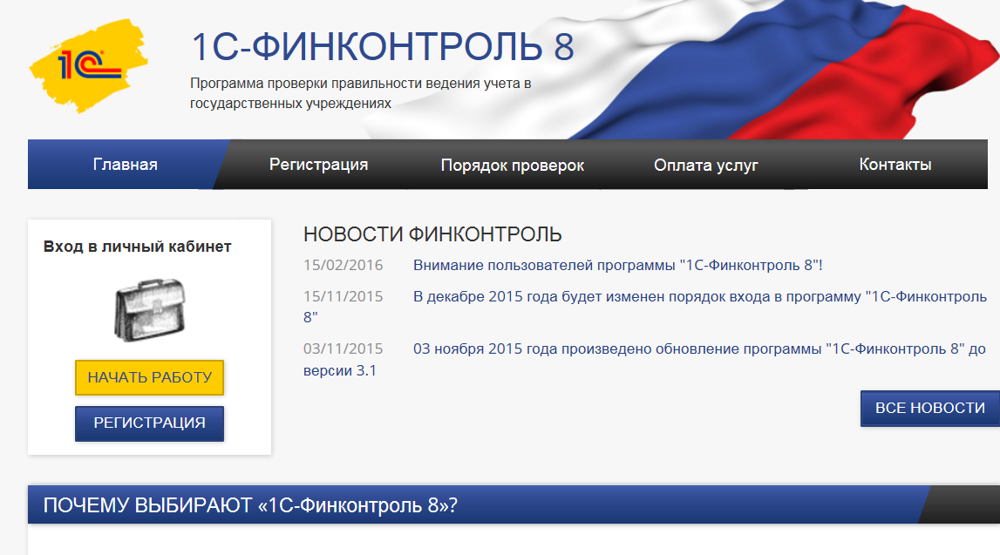 1С
1С-ФИНКОНТРОЛЬ 8
Программа проверки правильности ведения учета в
государственных учреждениях
Главная
Регистрация
Порядок проверок
Оплата услуг
Контакты
Вход в личный кабинет
НАЧАТЬ РАБОТУ
РЕГИСТРАЦИЯ
НОВОСТИ ФИНКОНТРОЛЬ
15/02/2016 Внимание пользователей программы "1С-Финконтроль 8"!
15/11/2015 В декабре 2015 года будет изменен порядок входа в программу "1С-Финконтроль
8"
03/11/2015 03 ноября 2015 года произведено обновление программы "1С-Финконтроль 8" до
версии 3.1
ВСЕ НОВОСТИ
ПОЧЕМУ ВЫБИРАЮТ «1С-Финконтроль 8»?